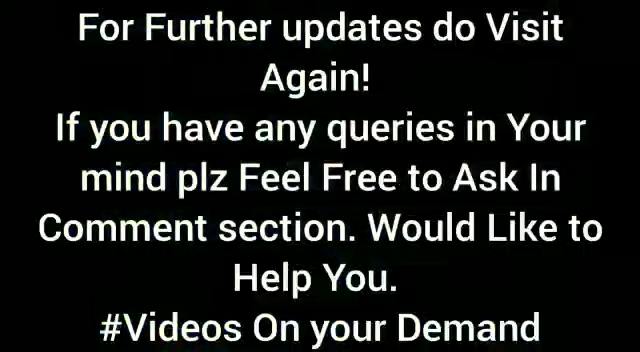 For Further updates do Visit
Again!
If you have any queries in Your
mind plz Feel Free to Ask In
Comment section. Would Like to
Help You.
#Videos On your Demand